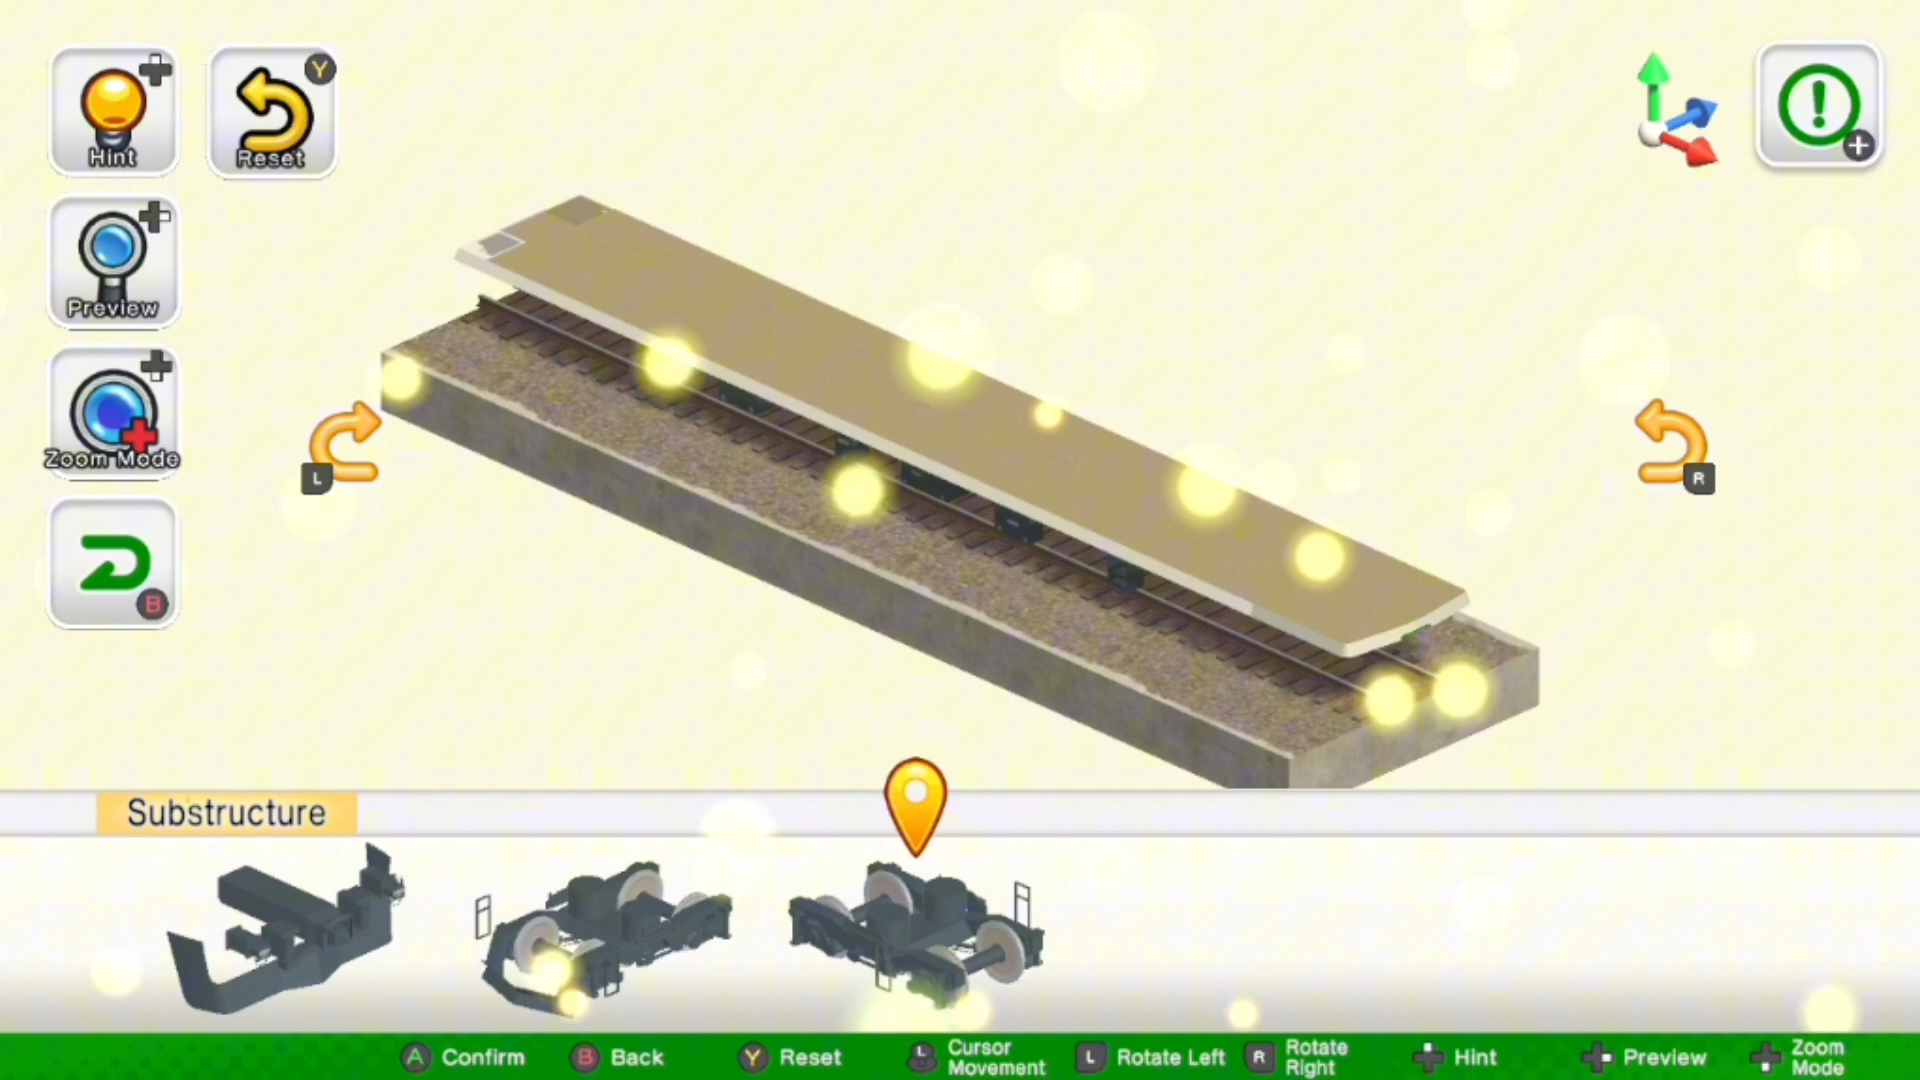 Hint
Y
Reset
Preview
Zoom Mode
B
L
R
Substructure
A Confirm
B Back
Y Reset
L Cursor Movement
L Rotate Left
R Rotate Right
Hint
Preview
Zoom Mode